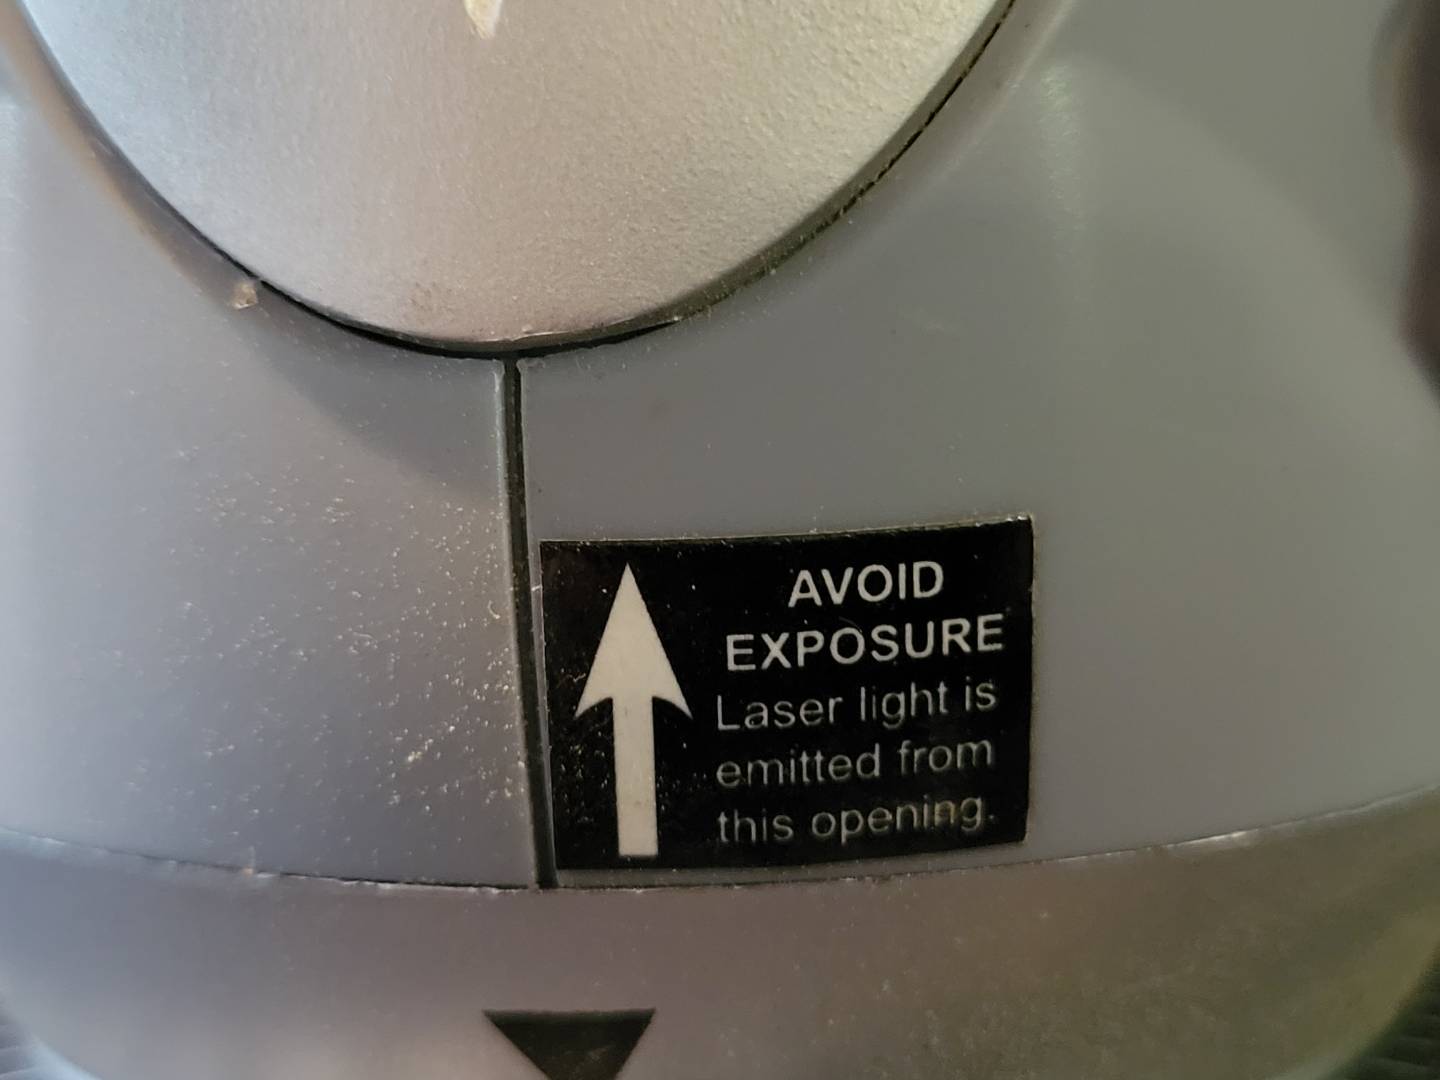 AVOID
EXPOSURE
Laser light is
emitted from
this opening.